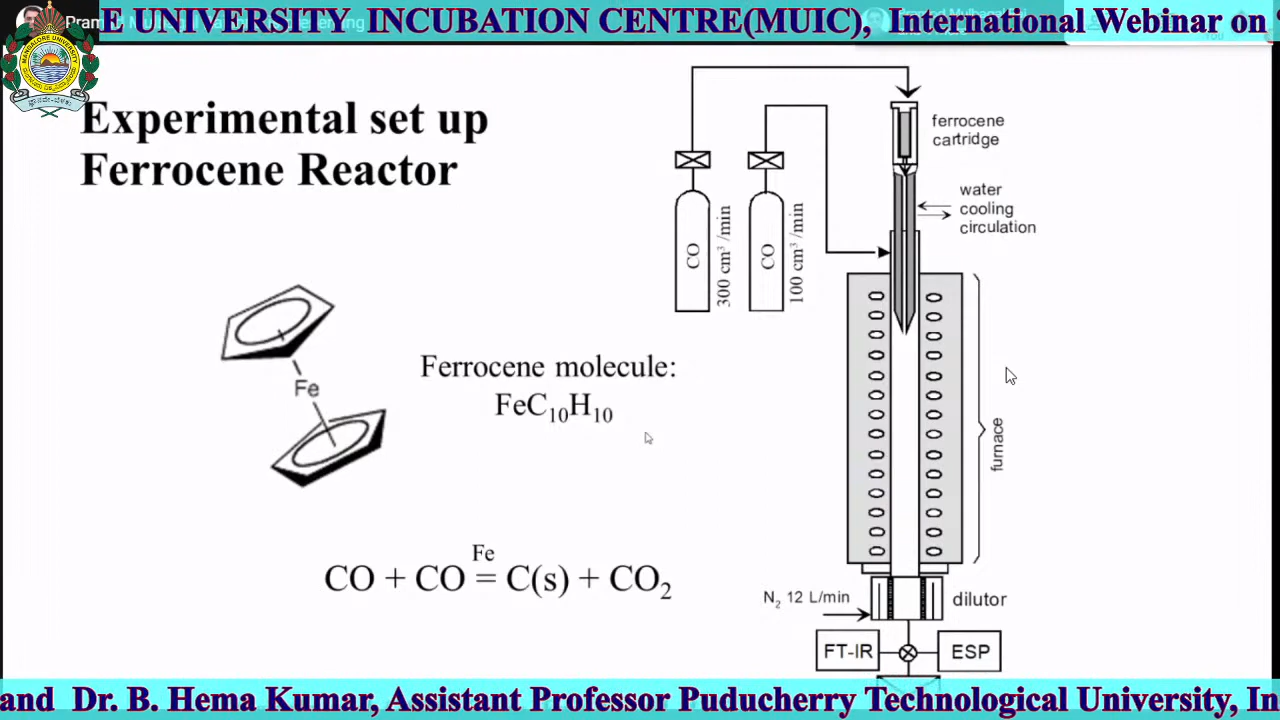 E UNIVERSITY INCUBATION CENTRE(MUIC), International Webinar on
Experimental set up
Ferrocene Reactor
ferrocene
cartridge
water
cooling
circulation
CO
300 cm³ /min
CO
100 cm³ /min
Fe
Ferrocene molecule:
FeC₁₀H₁₀
furnace
Fe
CO + CO = C(s) + CO₂
N₂ 12 L/min
dilutor
FT-IR
ESP
and Dr. B. Hema Kumar, Assistant Professor Puducherry Technological University, In